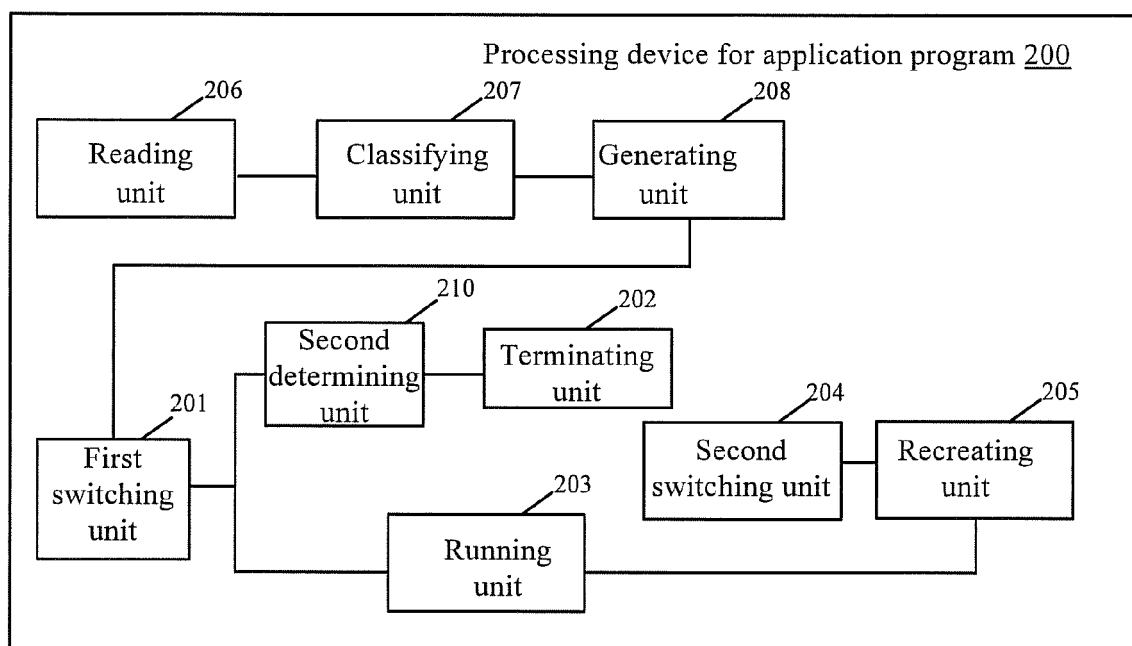 Processing device for application program 200
206
207
208
Reading
unit
Classifying
unit
Generating
unit
210
202
Second
determining
unit
Terminating
unit
201
204
205
First
switching
unit
Second
switching unit
Recreating
unit
203
Running
unit